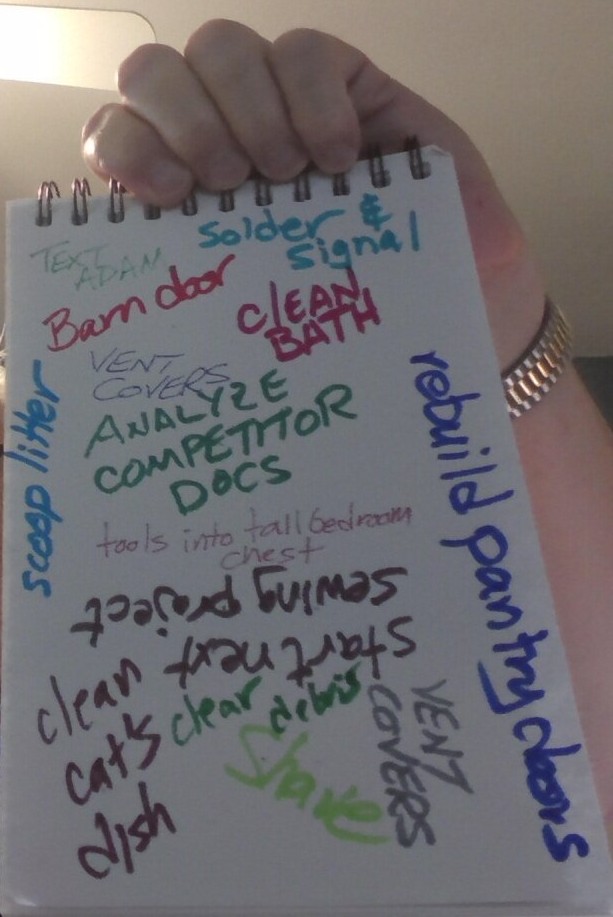 TEXT
ADAM
Solder &
signal
Barn door
CLEAN
BATH
VENT
COVERS
ANALYZE
COMPETITOR
DOCS
scoop litter
rebuild pantry doors
tools into tall bedroom
chest
start next
sewing project
clean
cat's
dish
clear debris
Shave
VENT
COVERS